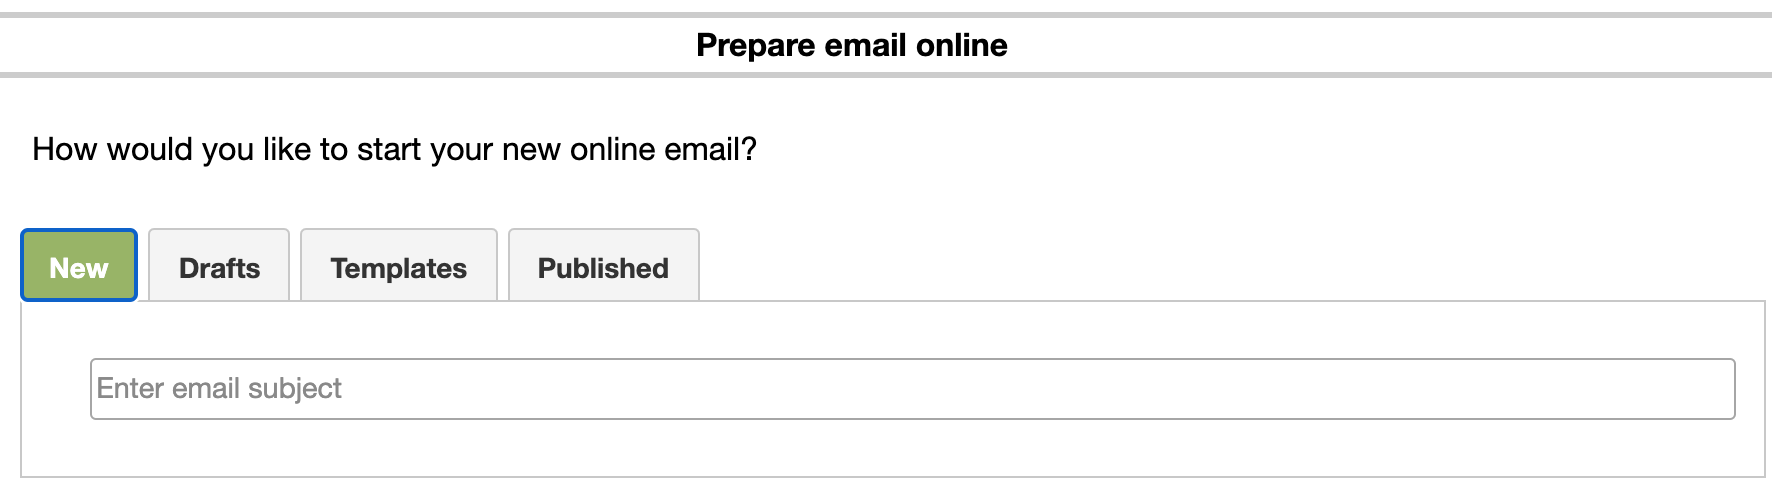 Prepare email online
How would you like to start your new online email?
New
Drafts
Templates
Published
Enter email subject